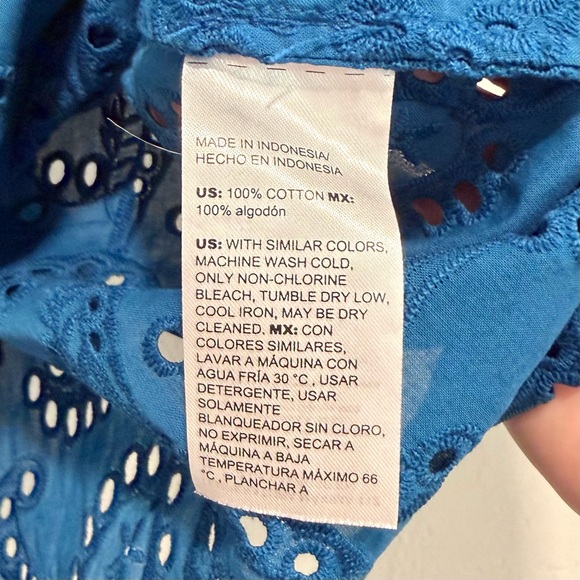 MADE IN INDONESIA/
HECHO EN INDONESIA
US: 100% COTTON MX:
100% algodón
US: WITH SIMILAR COLORS,
MACHINE WASH COLD,
ONLY NON-CHLORINE
BLEACH, TUMBLE DRY LOW,
COOL IRON, MAY BE DRY
CLEANED. MX: CON
COLORES SIMILARES,
LAVAR A MÁQUINA CON
AGUA FRÍA 30 °C , USAR
DETERGENTE, USAR
SOLAMENTE
BLANQUEADOR SIN CLORO,
NO EXPRIMIR, SECAR A
MÁQUINA A BAJA
TEMPERATURA MÁXIMO 66
°C , PLANCHAR A